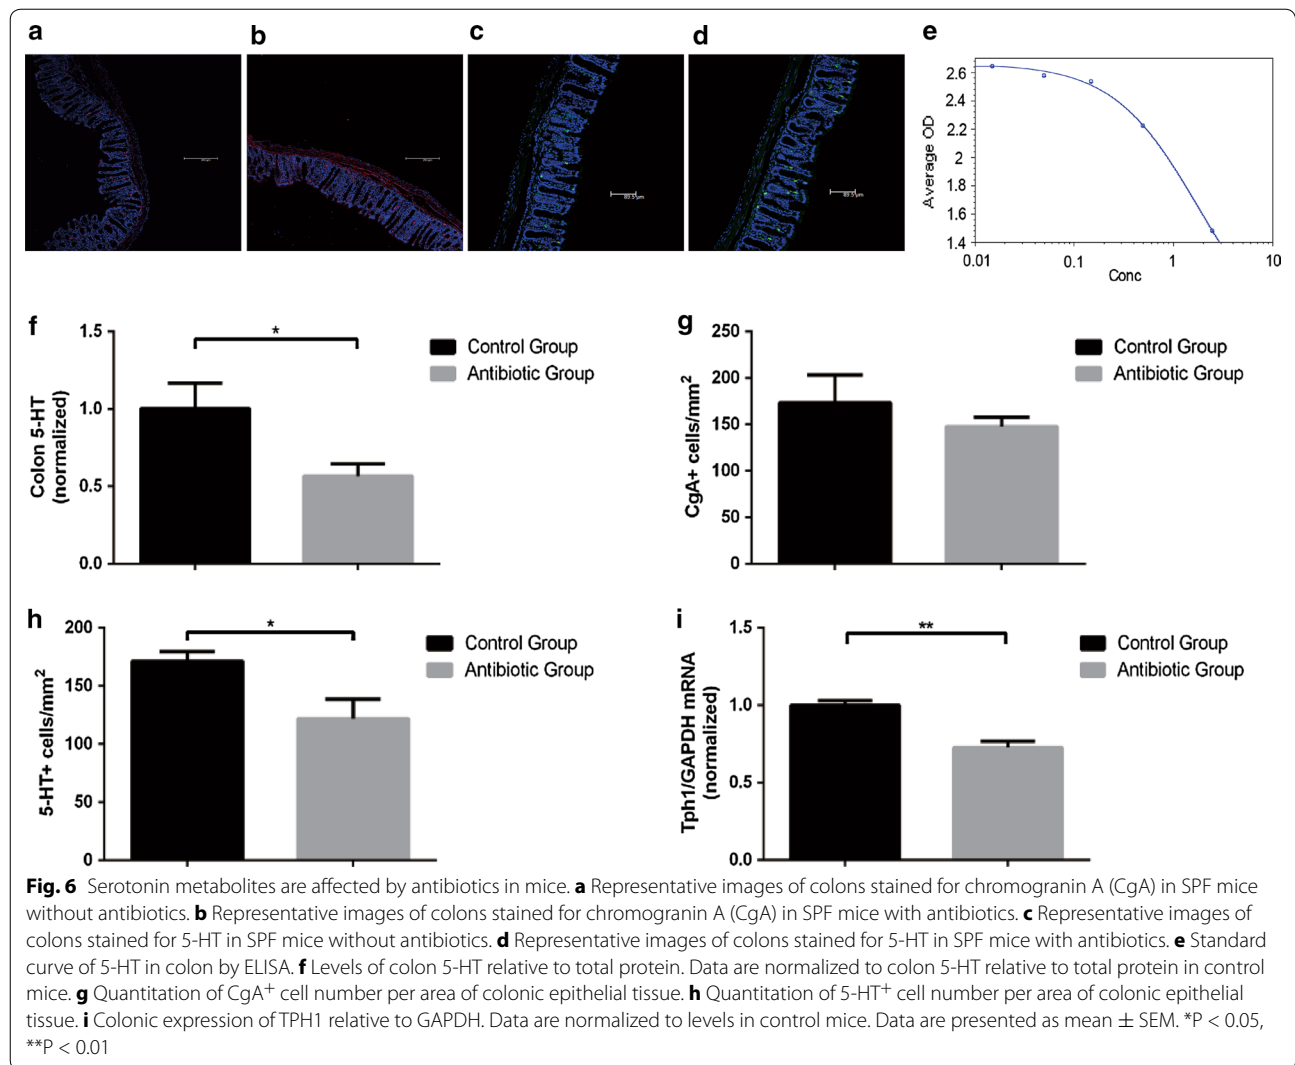 a
b
c
d
e
89.5 µm
89.5 µm
2.6
2.4
2.2
2
1.8
1.6
1.4
Average OD
0.01
0.1
1
10
Conc
f
1.5
1.0
0.5
0.0
Colon 5-HT
(normalized)
*
Control Group
Antibiotic Group
g
250
200
150
100
50
0
CgA+ cells/mm²
Control Group
Antibiotic Group
h
200
150
100
50
0
5-HT+ cells/mm²
*
Control Group
Antibiotic Group
i
1.5
1.0
0.5
0.0
Tph1/GAPDH mRNA
(normalized)
**
Control Group
Antibiotic Group
Fig. 6 Serotonin metabolites are affected by antibiotics in mice. a Representative images of colons stained for chromogranin A (CgA) in SPF mice
without antibiotics. b Representative images of colons stained for chromogranin A (CgA) in SPF mice with antibiotics. c Representative images of
colons stained for 5-HT in SPF mice without antibiotics. d Representative images of colons stained for 5-HT in SPF mice with antibiotics. e Standard
curve of 5-HT in colon by ELISA. f Levels of colon 5-HT relative to total protein. Data are normalized to colon 5-HT relative to total protein in control
mice. g Quantitation of CgA⁺ cell number per area of colonic epithelial tissue. h Quantitation of 5-HT⁺ cell number per area of colonic epithelial
tissue. i Colonic expression of TPH1 relative to GAPDH. Data are normalized to levels in control mice. Data are presented as mean ± SEM. *P < 0.05,
**P < 0.01